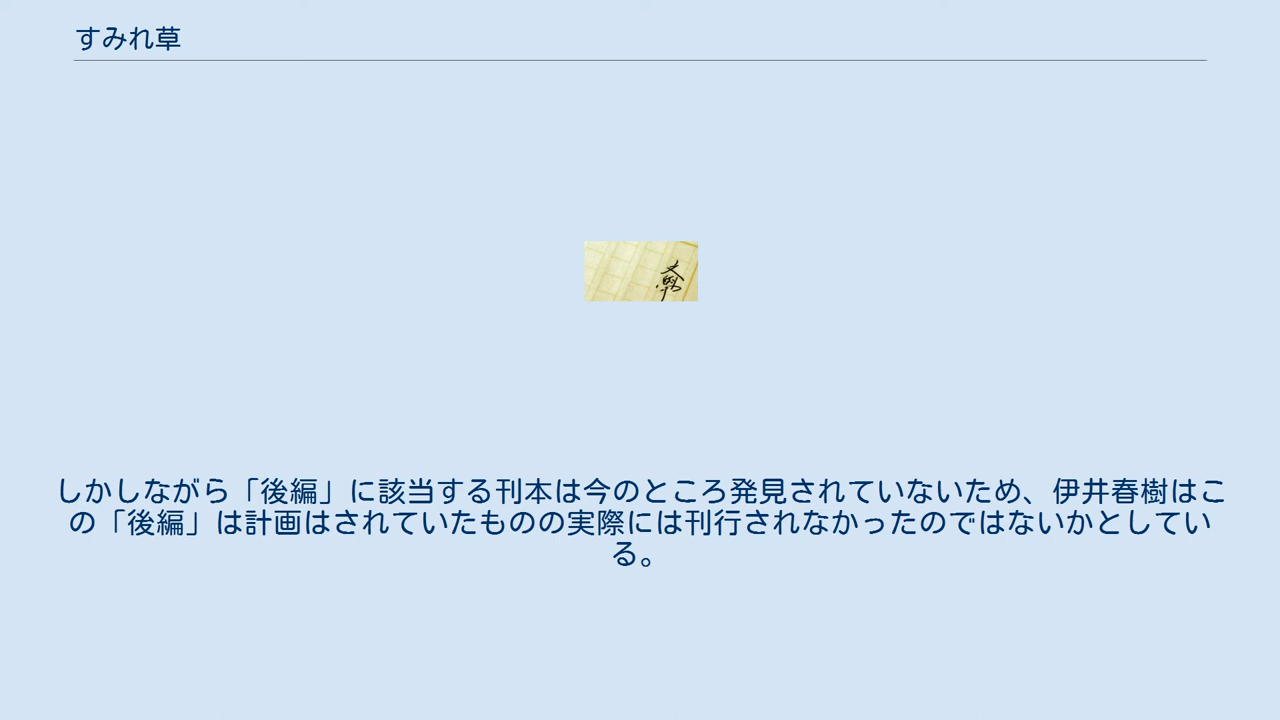 すみれ草
しかしながら「後編」に該当する刊本は今のところ発見されていないため、伊井春樹はこ
の「後編」は計画はされていたものの実際には刊行されなかったのではないかとしてい
る。